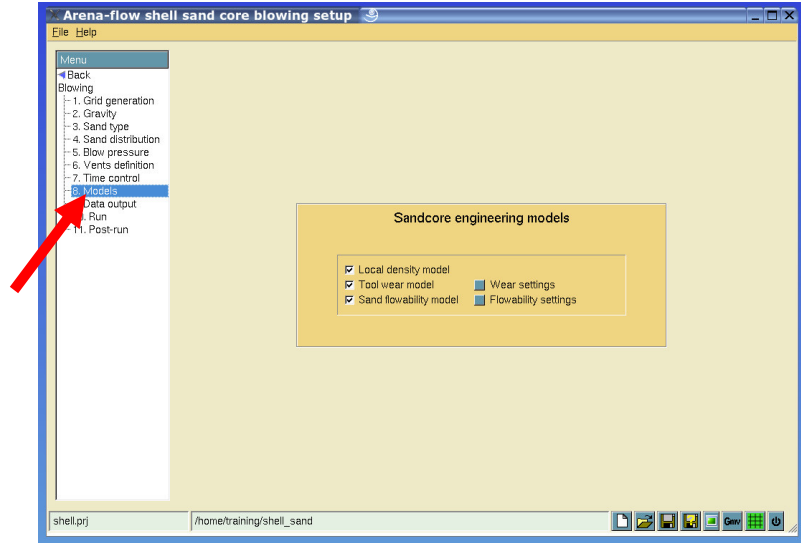 Arena-flow shell sand core blowing setup
File Help
Menu
Back
Blowing
1. Grid generation
2. Gravity
3. Sand type
4. Sand distribution
5. Blow pressure
6. Vents definition
7. Time control
8. Models
Data output
. Run
11. Post-run
Sandcore engineering models
Local density model
Tool wear model Wear settings
Sand flowability model Flowability settings
shell.prj /home/training/shell_sand Gmv